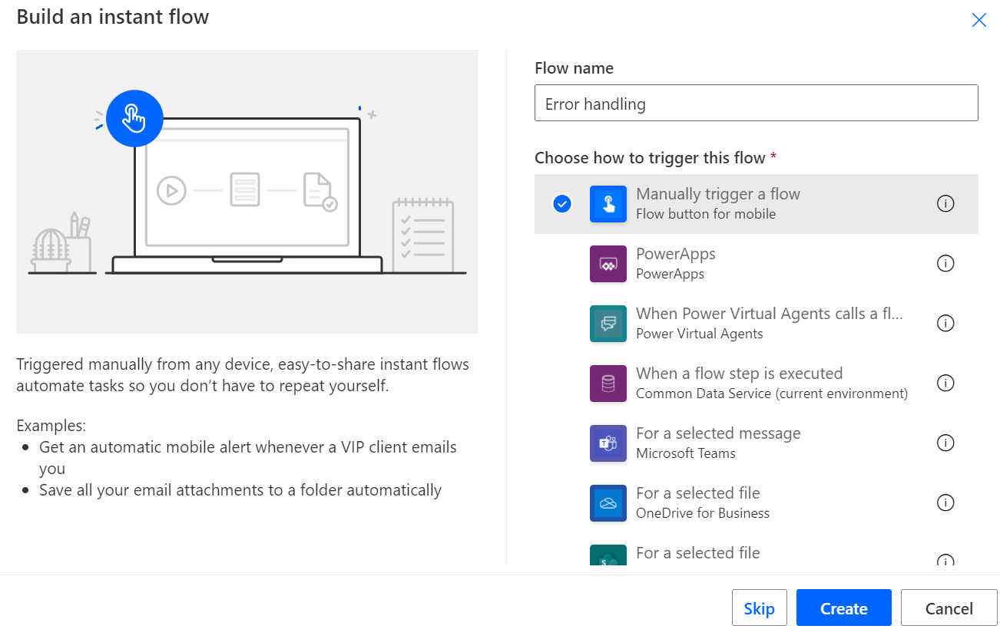 Build an instant flow
Triggered manually from any device, easy-to-share instant flows
automate tasks so you don’t have to repeat yourself.
Examples:
• Get an automatic mobile alert whenever a VIP client emails
you
• Save all your email attachments to a folder automatically
Flow name
Error handling
Choose how to trigger this flow *
Manually trigger a flow
Flow button for mobile
PowerApps
PowerApps
When Power Virtual Agents calls a fl...
Power Virtual Agents
When a flow step is executed
Common Data Service (current environment)
For a selected message
Microsoft Teams
For a selected file
OneDrive for Business
For a selected file
Skip
Create
Cancel